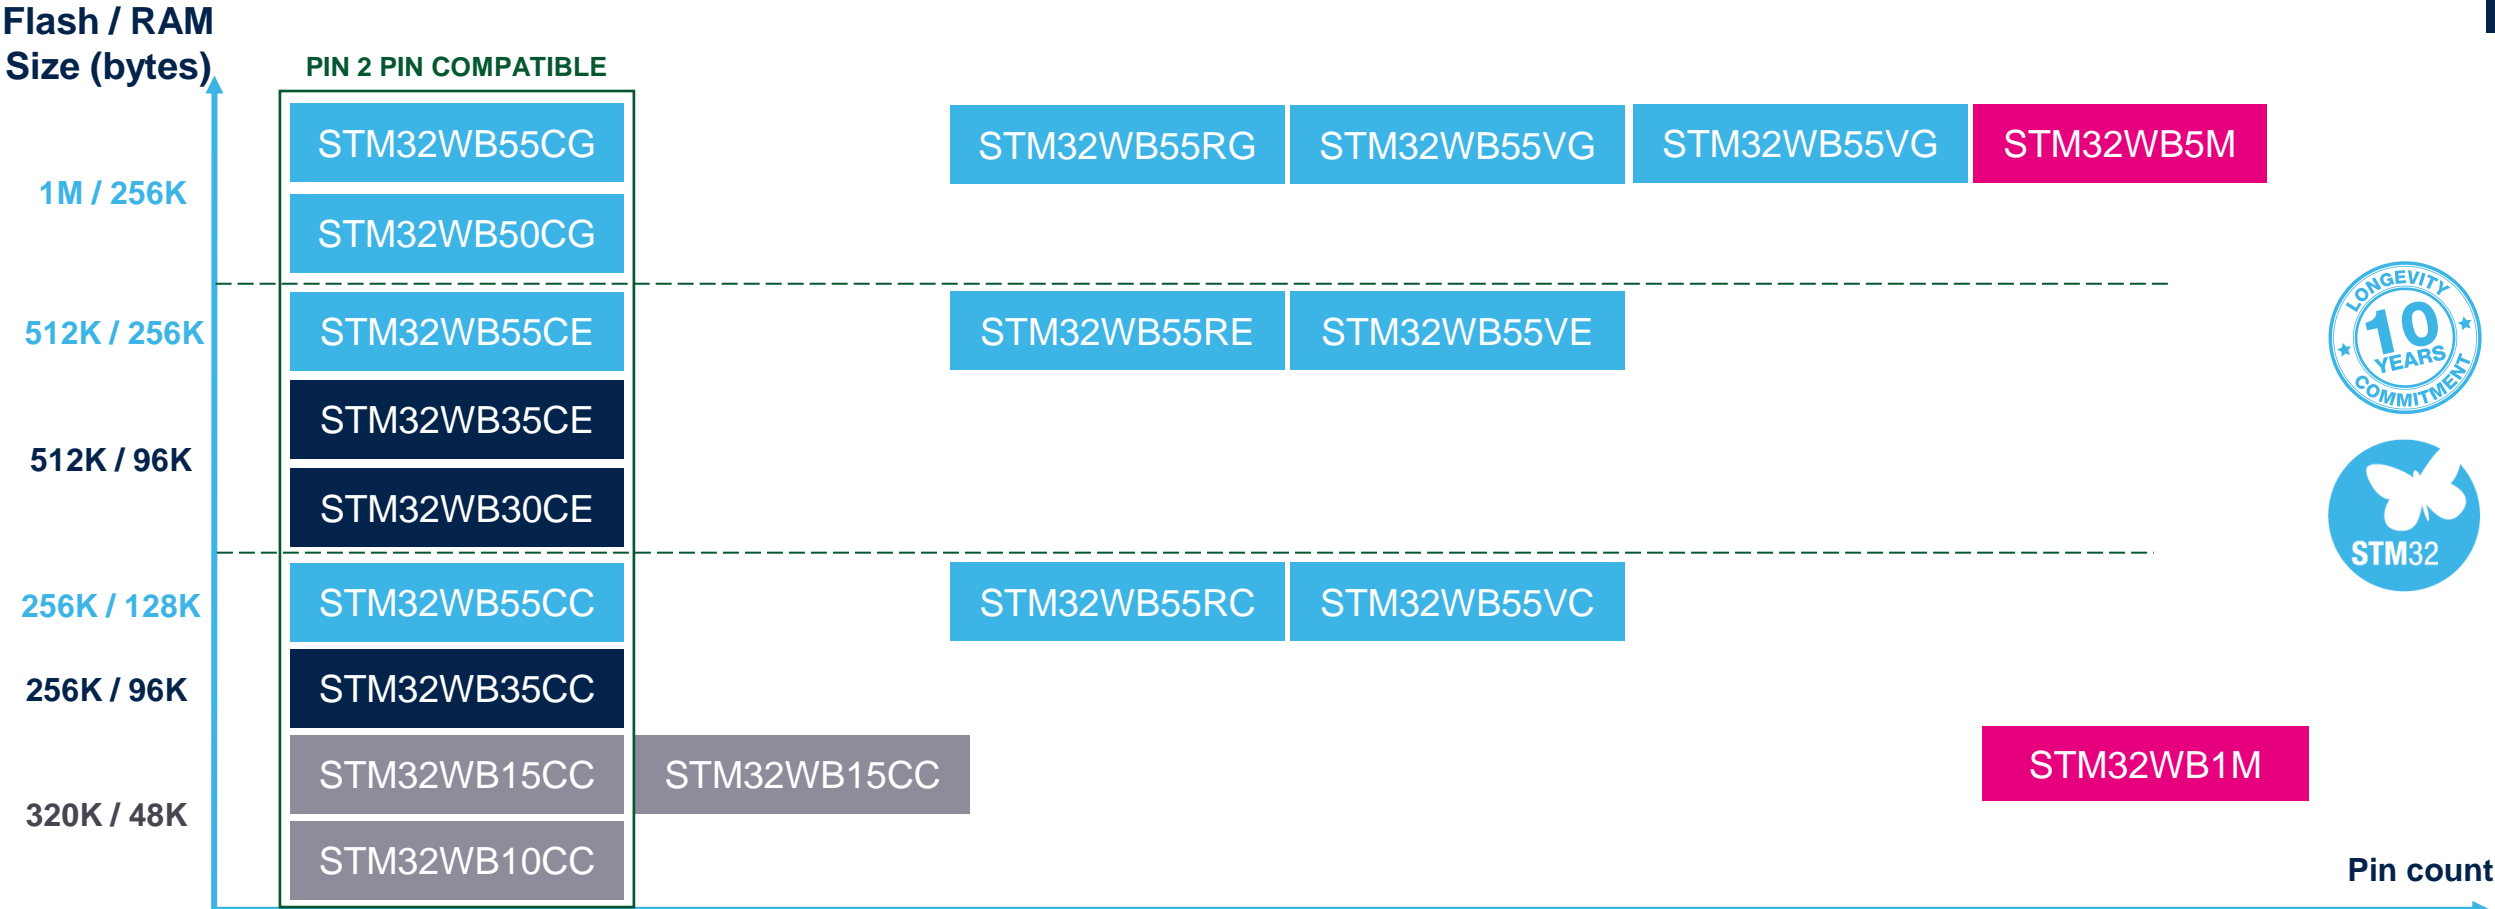 Flash / RAM
Size (bytes)
PIN 2 PIN COMPATIBLE
1M / 256K
STM32WB55CG
STM32WB55RG
STM32WB55VG
STM32WB55VG
STM32WB5M
STM32WB50CG
512K / 256K
STM32WB55CE
STM32WB55RE
STM32WB55VE
LONGEVITY
10
YEARS
COMMITMENT
512K / 96K
STM32WB35CE
STM32WB30CE
STM32
256K / 128K
STM32WB55CC
STM32WB55RC
STM32WB55VC
256K / 96K
STM32WB35CC
320K / 48K
STM32WB15CC
STM32WB15CC
STM32WB1M
STM32WB10CC
Pin count